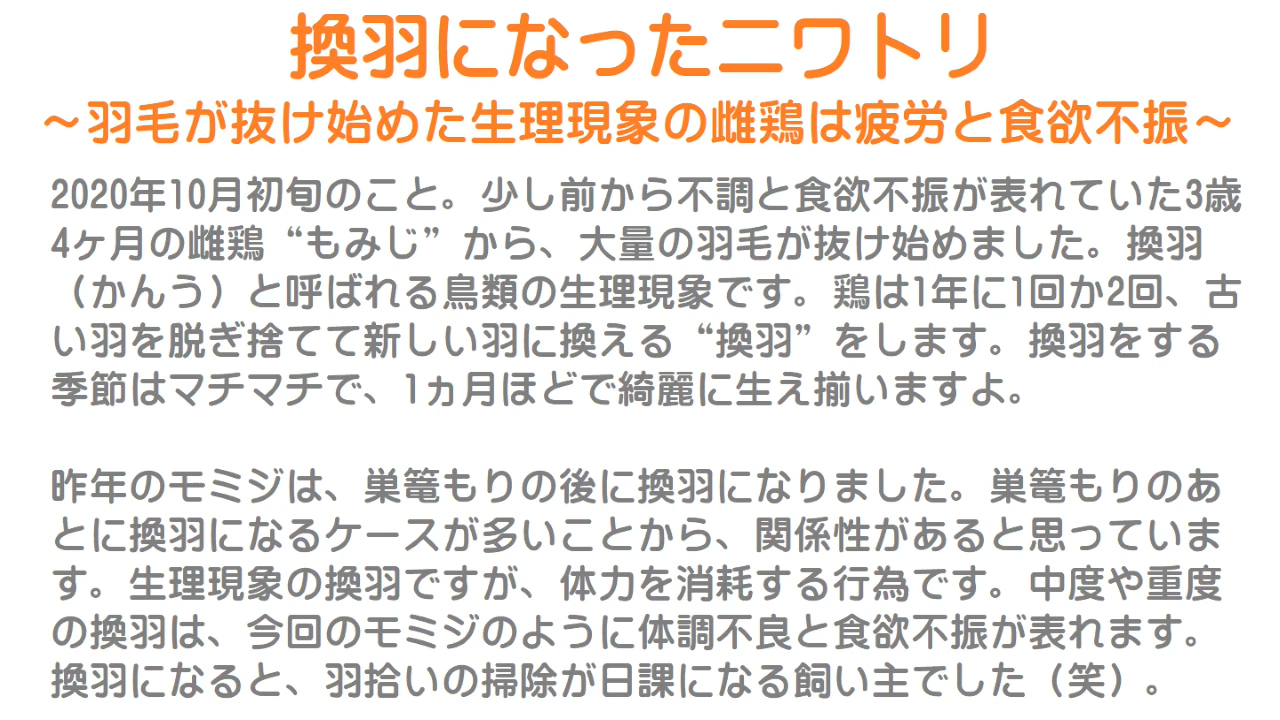 換羽になったニワトリ
～羽毛が抜け始めた生理現象の雌鶏は疲労と食欲不振～
2020年10月初旬のこと。少し前から不調と食欲不振が表れていた3歳
4ヶ月の雌鶏“もみじ”から、大量の羽毛が抜け始めました。換羽
（かんう）と呼ばれる鳥類の生理現象です。鶏は1年に1回か2回、古
い羽を脱ぎ捨てて新しい羽に換える“換羽”をします。換羽をする
季節はマチマチで、1ヵ月ほどで綺麗に生え揃いますよ。
昨年のモミジは、巣篭もりの後に換羽になりました。巣篭もりのあ
とに換羽になるケースが多いことから、関係性があると思っていま
す。生理現象の換羽ですが、体力を消耗する行為です。中度や重度
の換羽は、今回のモミジのように体調不良と食欲不振が表れます。
換羽になると、羽拾いの掃除が日課になる飼い主でした（笑）。